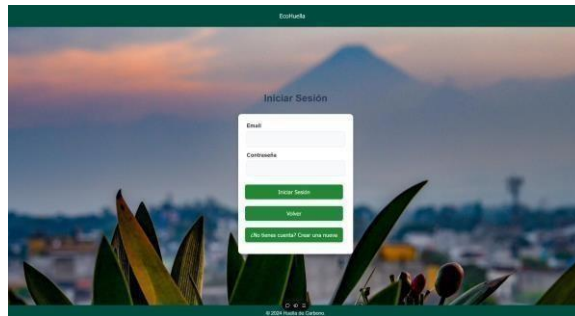 EcoHuella
Iniciar Sesión
Email
Contraseña
Iniciar Sesión
Volver
¿No tienes cuenta? Crear una nueva
© 2024 Huella de Carbono.